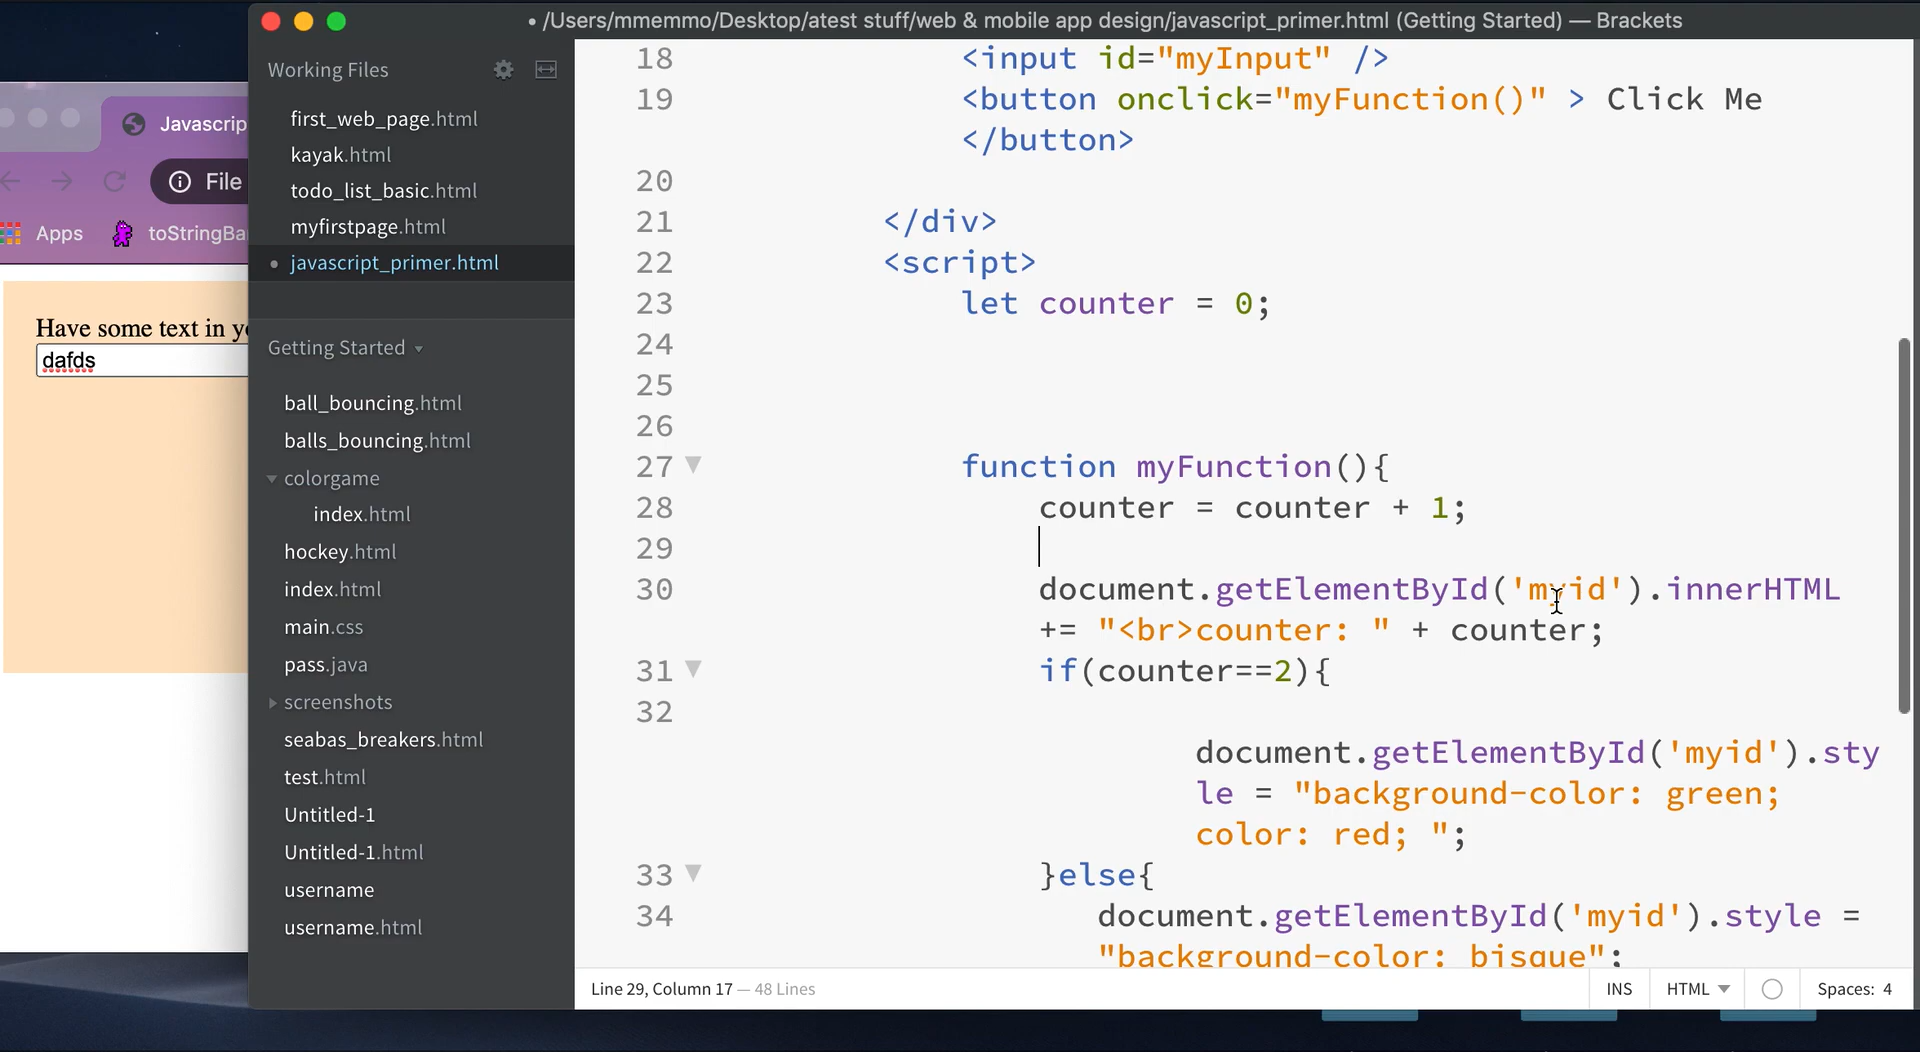 • /Users/mmemmo/Desktop/atest stuff/web & mobile app design/javascript_primer.html (Getting Started) — Brackets
Javascrip
File
Apps
toStringBa
Have some text in y
dafds
Working Files
first_web_page.html
kayak.html
todo_list_basic.html
myfirstpage.html
• javascript_primer.html
Getting Started
ball_bouncing.html
balls_bouncing.html
colorgame
index.html
hockey.html
index.html
main.css
pass.java
screenshots
seabas_breakers.html
test.html
Untitled-1
Untitled-1.html
username
username.html
18 <input id="myInput" />
19 <button onclick="myFunction()" > Click Me
</button>
20
21 </div>
22 <script>
23 let counter = 0;
24
25
26
27 function myFunction(){
28 counter = counter + 1;
29
30 document.getElementById('myid').innerHTML
+= "<br>counter: " + counter;
31 if(counter==2){
32
document.getElementById('myid').sty
le = "background-color: green;
color: red; ";
33 }else{
34 document.getElementById('myid').style =
"background-color: bisque";
Line 29, Column 17 — 48 Lines
INS
HTML
Spaces: 4